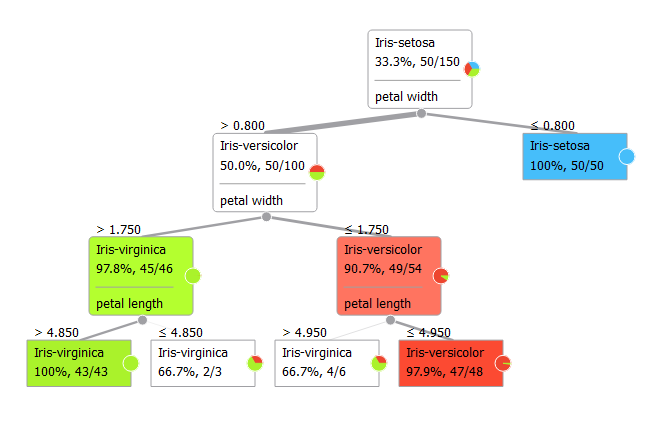 Iris-setosa
33.3%, 50/150
petal width
> 0.800
≤ 0.800
Iris-versicolor
50.0%, 50/100
petal width
Iris-setosa
100%, 50/50
> 1.750
≤ 1.750
Iris-virginica
97.8%, 45/46
petal length
Iris-versicolor
90.7%, 49/54
petal length
> 4.850
≤ 4.850
> 4.950
≤ 4.950
Iris-virginica
100%, 43/43
Iris-virginica
66.7%, 2/3
Iris-virginica
66.7%, 4/6
Iris-versicolor
97.9%, 47/48